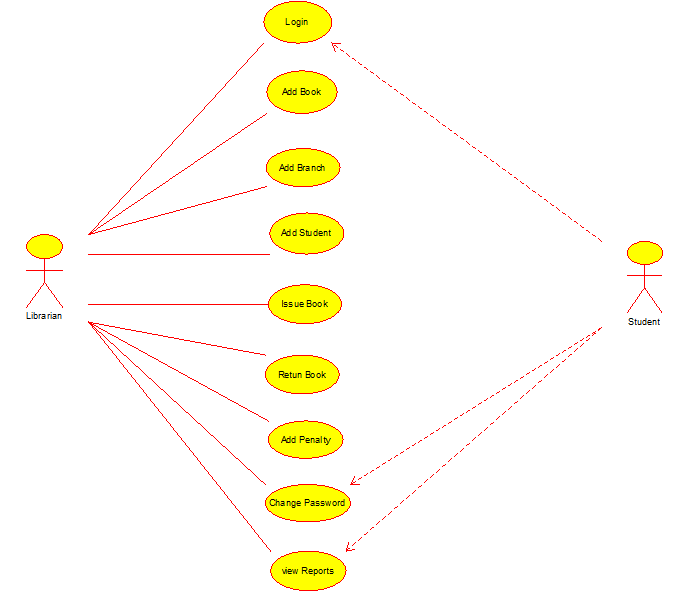 Login
Add Book
Add Branch
Add Student
Issue Book
Retun Book
Add Penalty
Change Password
view Reports
Librarian
Student